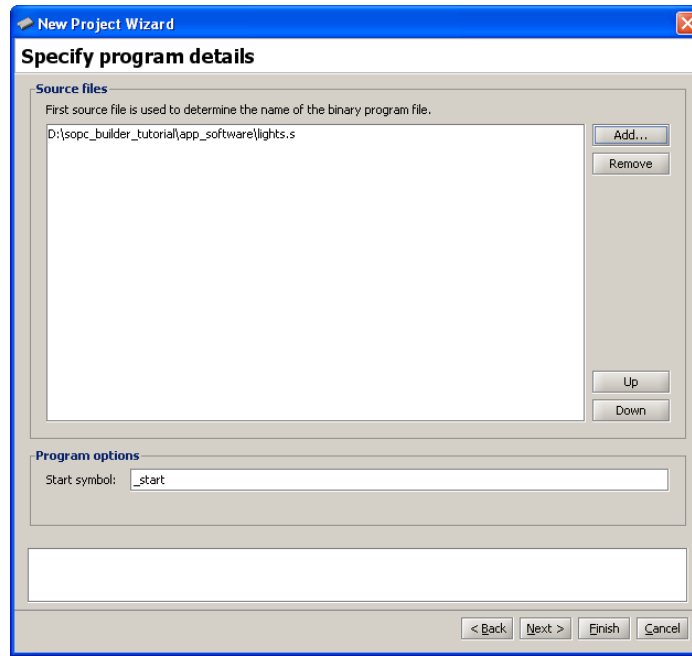 New Project Wizard
Specify program details
Source files
First source file is used to determine the name of the binary program file.
D:\sopc_builder_tutorial\app_software\lights.s
Add...
Remove
Up
Down
Program options
Start symbol: _start
< Back Next > Finish Cancel